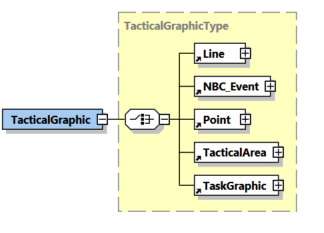 TacticalGraphicType
Line
NBC_Event
TacticalGraphic
Point
TacticalArea
TaskGraphic